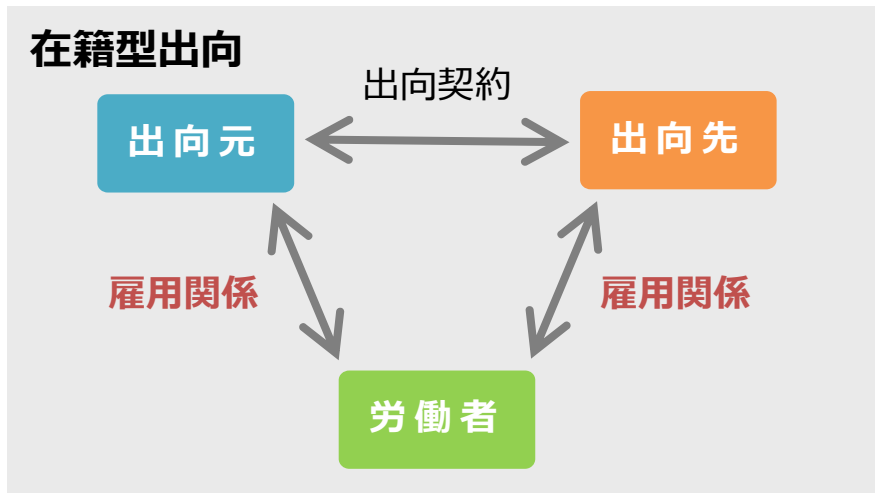 在籍型出向
出向契約
出向元
出向先
雇用関係
雇用関係
労働者